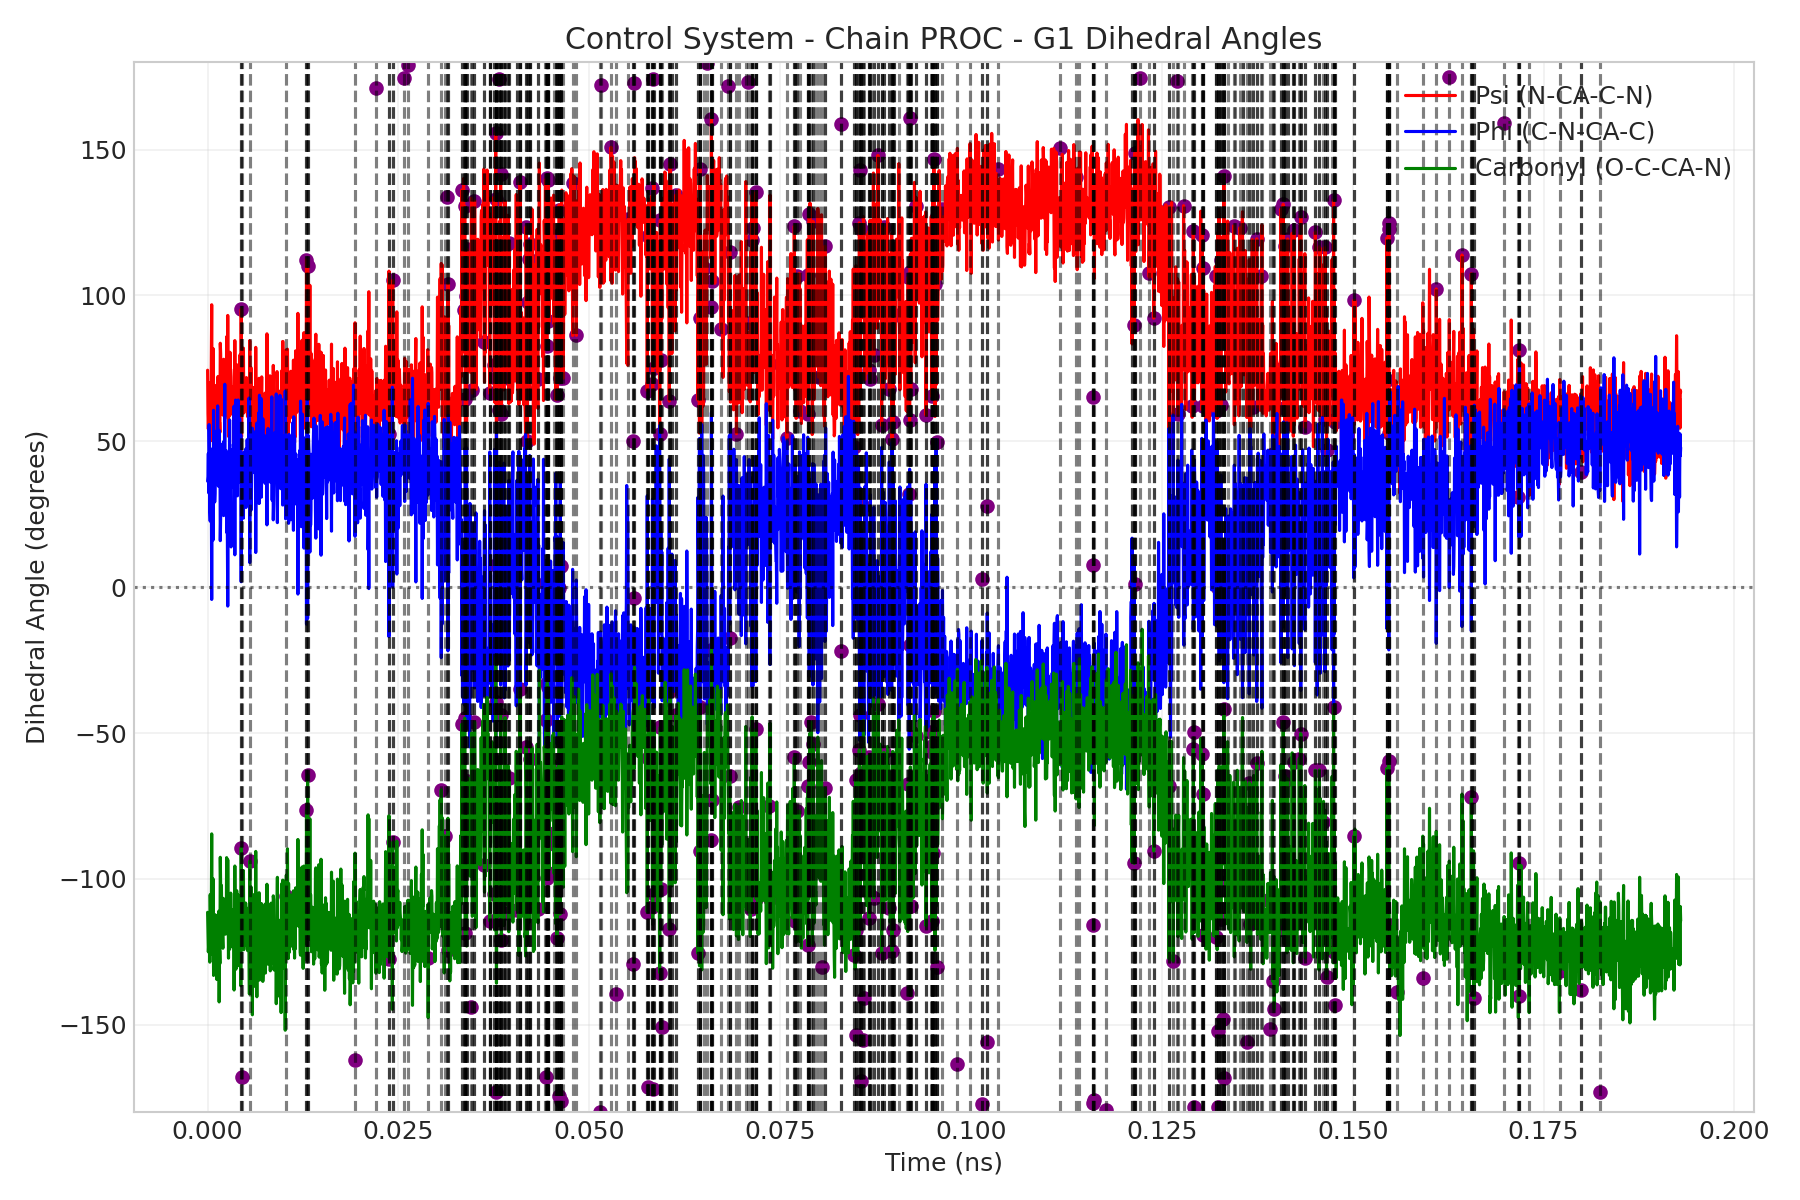 Control System - Chain PROC - G1 Dihedral Angles
Psi (N-CA-C-N)
Phi (C-N-CA-C)
Carbonyl (O-C-CA-N)
Dihedral Angle (degrees)
150
100
50
0
−50
−100
−150
0.000 0.025 0.050 0.075 0.100 0.125 0.150 0.175 0.200
Time (ns)